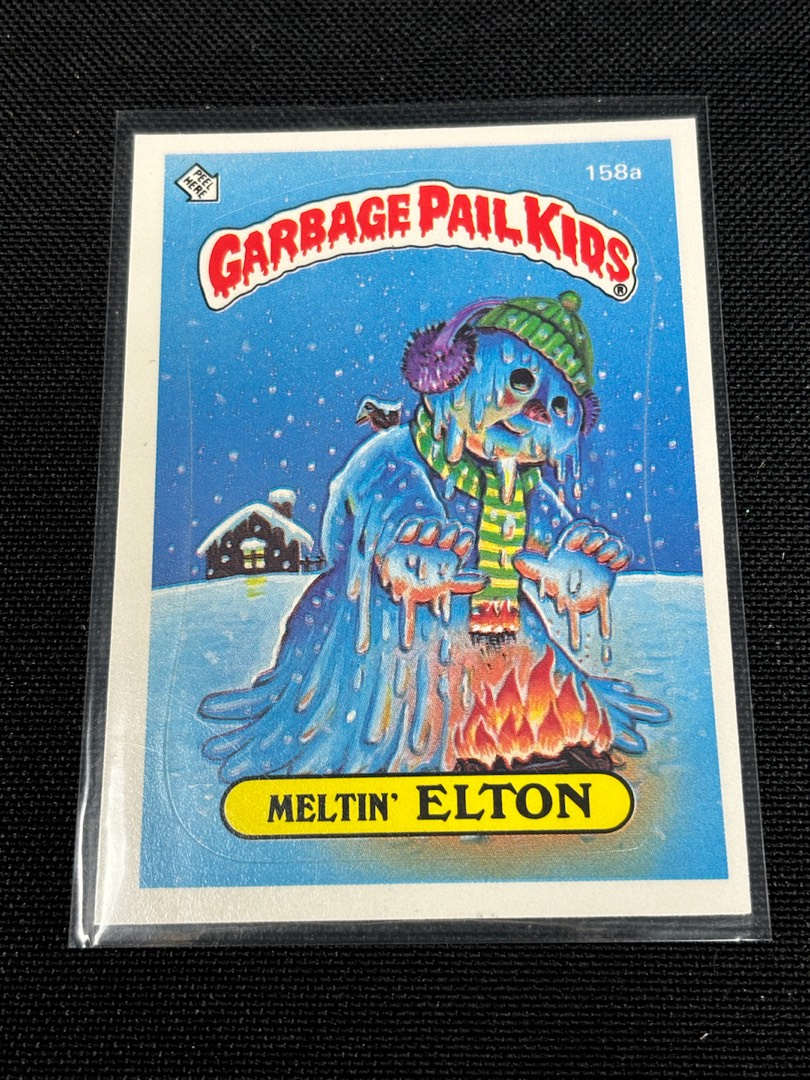 PEEL
HERE
158a
GARBAGE PAIL KIDS
®
MELTIN' ELTON